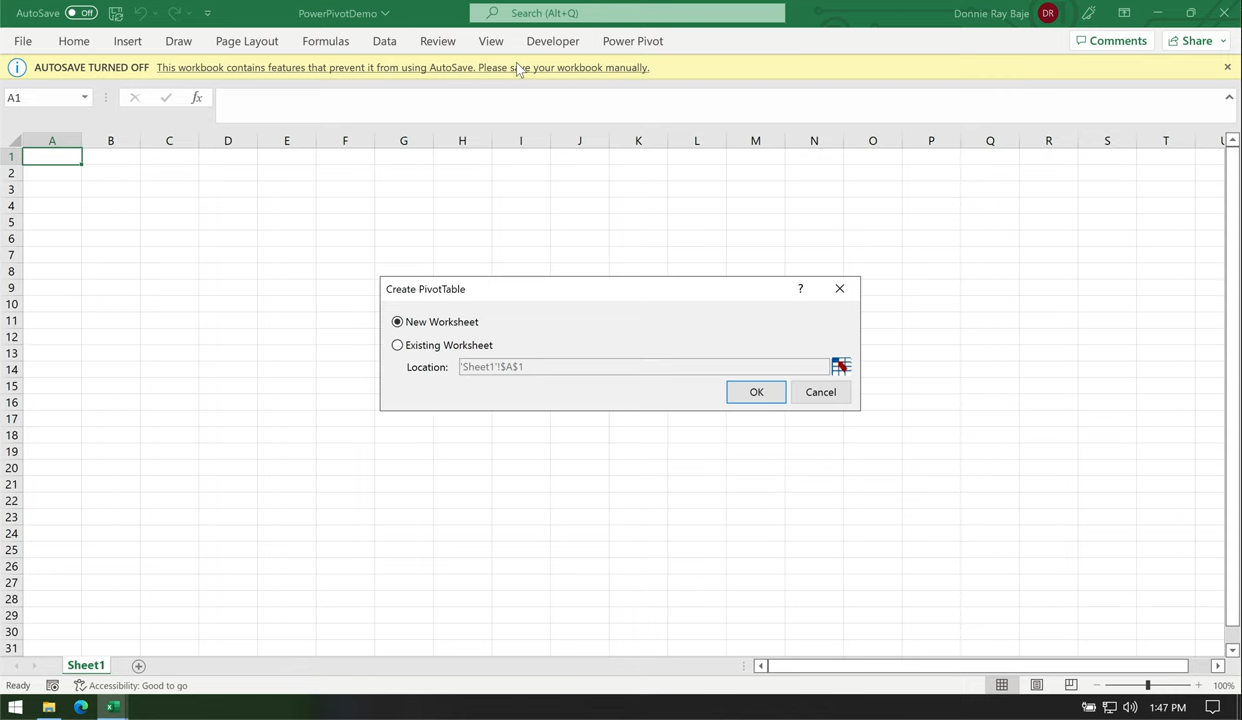 AutoSave Off PowerPivotDemo Search (Alt+Q) Donnie Ray Baje DR
File Home Insert Draw Page Layout Formulas Data Review View Developer Power Pivot Comments Share
AUTOSAVE TURNED OFF This workbook contains features that prevent it from using AutoSave. Please save your workbook manually.
A1 fx
A B C D E F G H I J K L M N O P Q R S T U
1
2
3
4
5
6
7
8
9
Create PivotTable ?
10
11
New Worksheet
12
Existing Worksheet
13
Location: 'Sheet1'!$A$1
14
15
OK Cancel
16
17
18
19
20
21
22
23
24
25
26
27
28
29
30
31
Sheet1
Ready Accessibility: Good to go 100%
1:47 PM